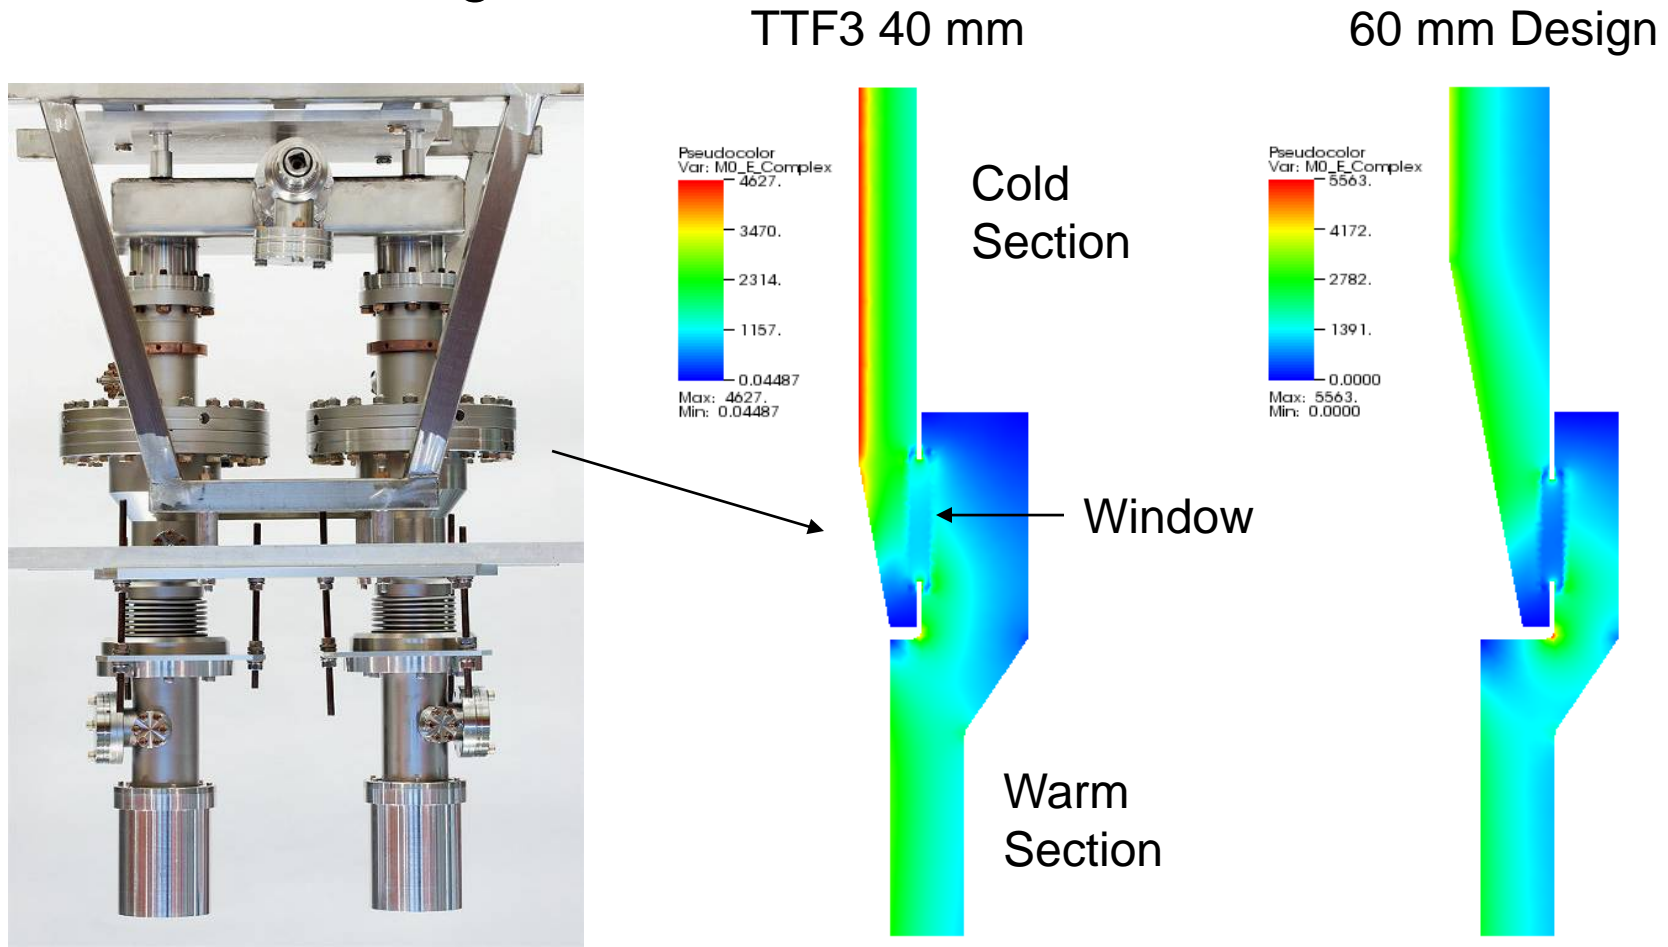 TTF3 40 mm
60 mm Design
Pseudocolor
Var: M0_E_Complex
4627.
3470.
2314.
1157.
0.04487
Max: 4627.
Min: 0.04487
Cold
Section
Window
Warm
Section
Pseudocolor
Var: M0_E_Complex
5563.
4172.
2782.
1391.
0.0000
Max: 5563.
Min: 0.0000